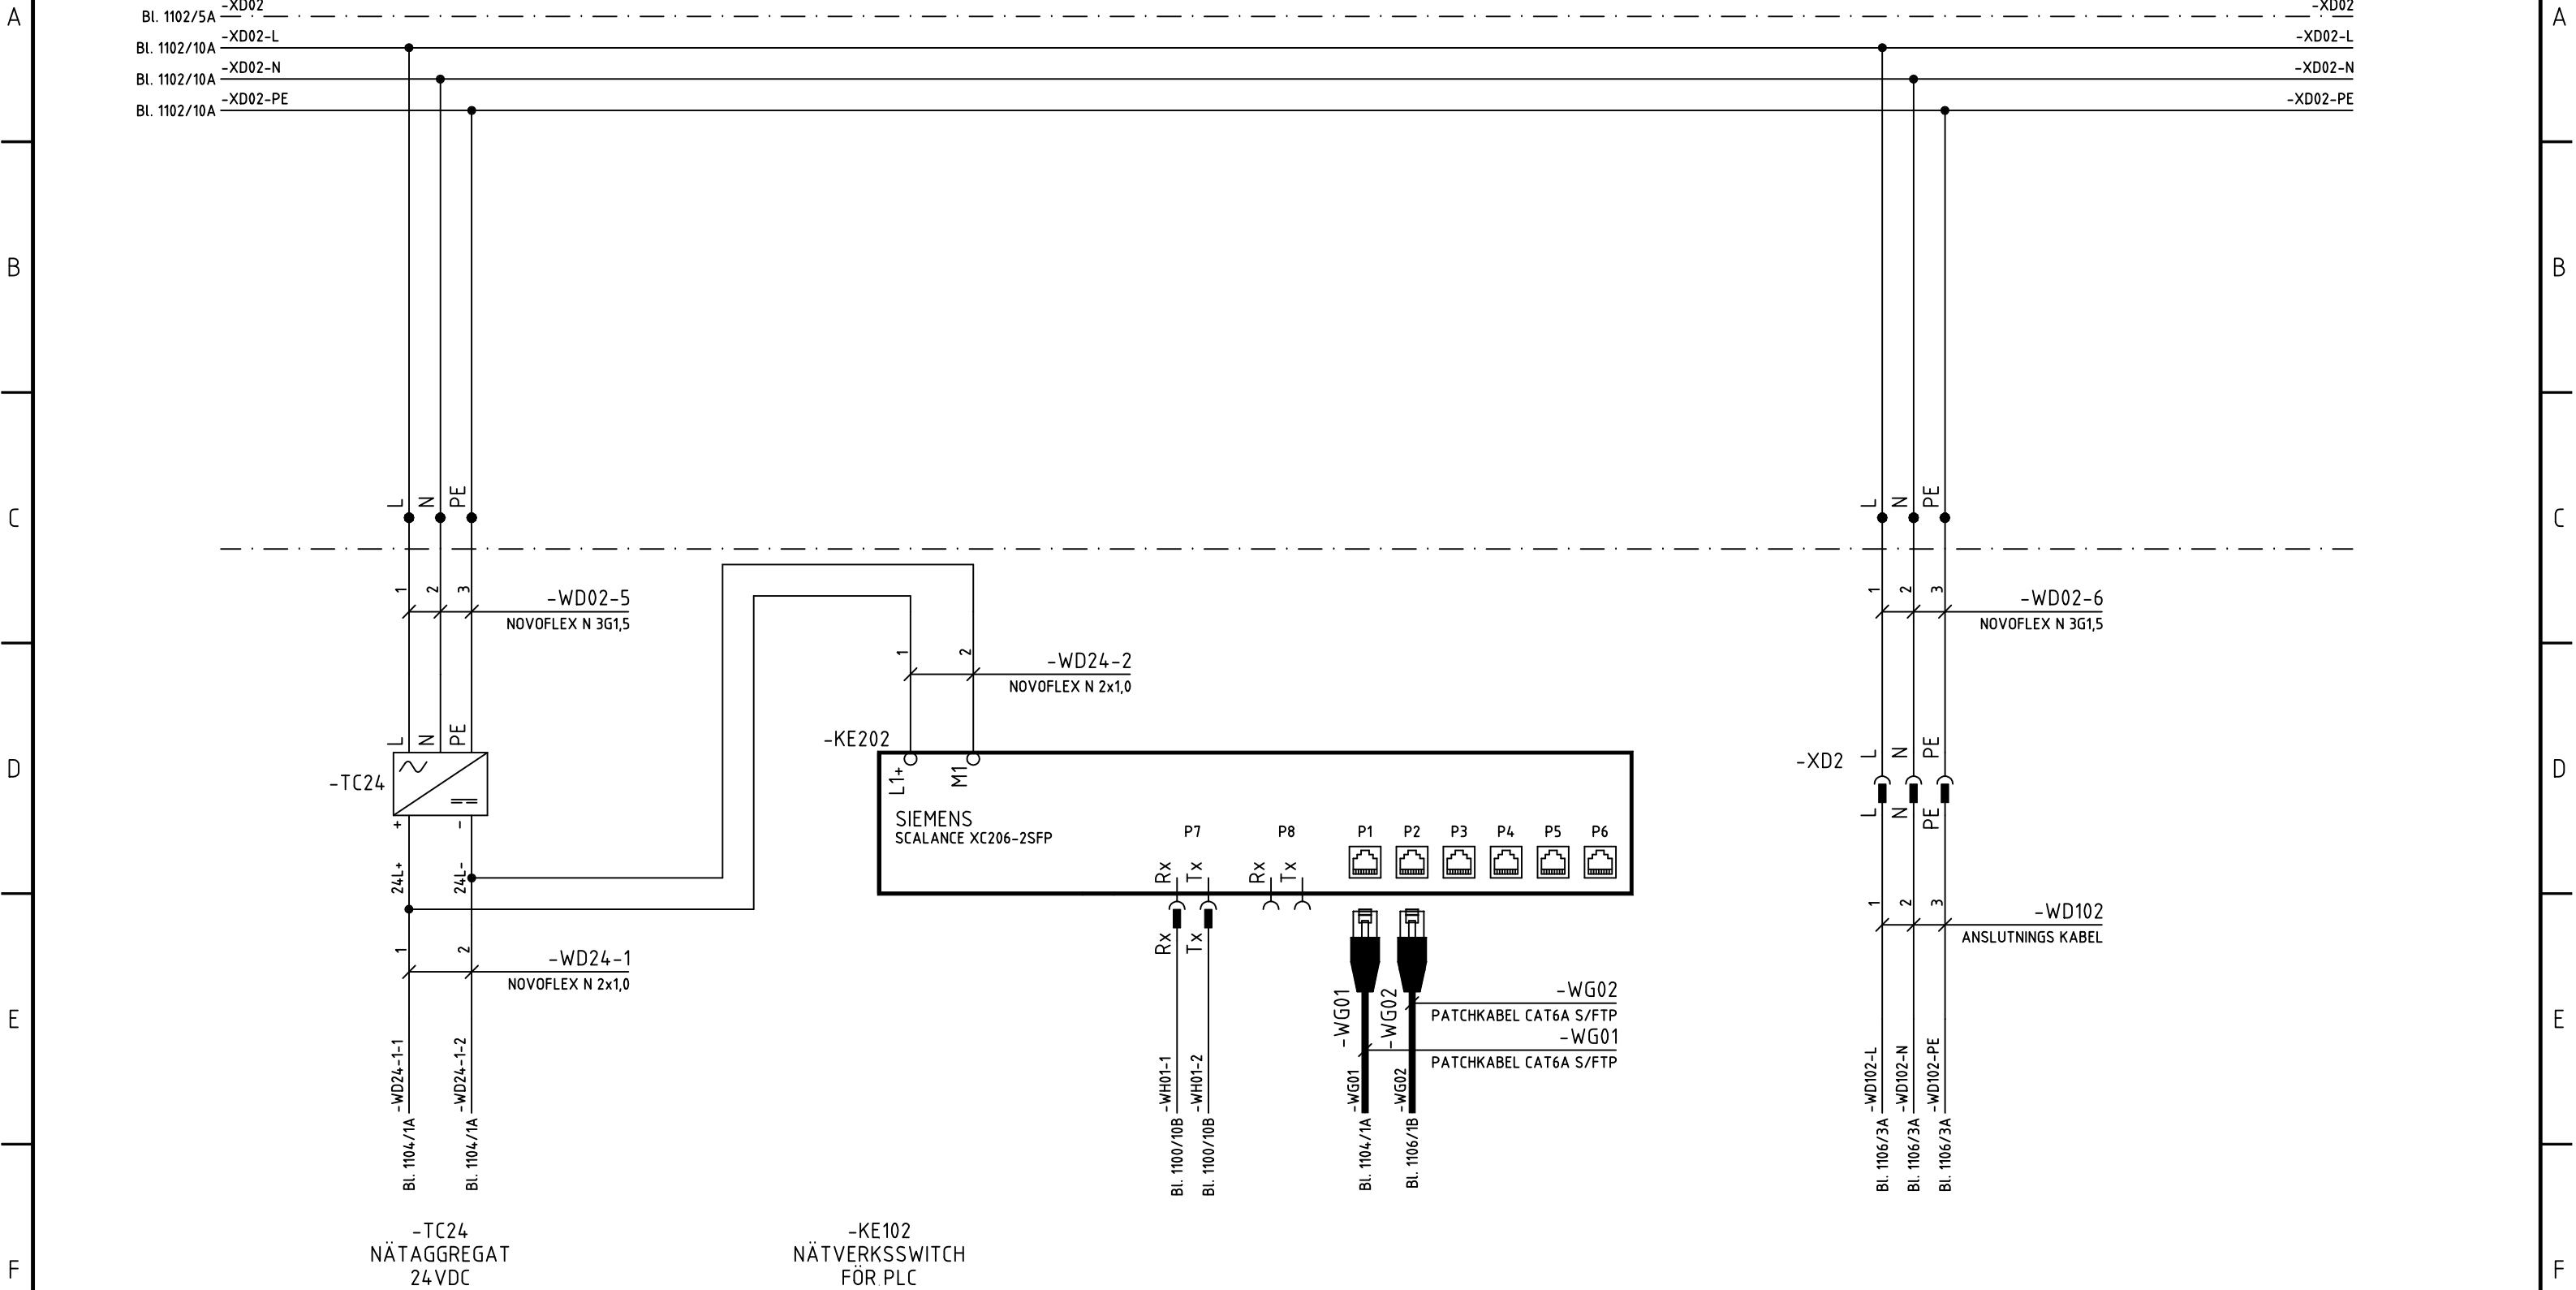 A
A
-XD02
-XD02
Bl. 1102/5A
-XD02-L
-XD02-L
Bl. 1102/10A
-XD02-N
-XD02-N
Bl. 1102/10A
-XD02-PE
-XD02-PE
Bl. 1102/10A
B
B
L N PE
L N PE
C
C
1 2 3
-WD02-5
NOVOFLEX N 3G1,5
1 2 3
-WD02-6
NOVOFLEX N 3G1,5
1 2
-WD24-2
NOVOFLEX N 2x1,0
L N PE
-TC24
+ -
-KE202
L1+ M1
SIEMENS
SCALANCE XC206-2SFP
P7 P8 P1 P2 P3 P4 P5 P6
Rx Tx Rx Tx
-XD2
L N PE
L N PE
D
D
24L+ 24L-
1 2
-WD24-1
NOVOFLEX N 2x1,0
Rx Tx
1 2 3
-WD102
ANSLUTNINGS KABEL
-WG01 -WG02
-WG02
PATCHKABEL CAT6A S/FTP
-WG01
PATCHKABEL CAT6A S/FTP
E
E
-WD24-1-1 -WD24-1-2
-WH01-1 -WH01-2
-WG01 -WG02
-WD102-L -WD102-N -WD102-PE
Bl. 1104/1A Bl. 1104/1A
Bl. 1100/10B Bl. 1100/10B
Bl. 1104/1A Bl. 1106/1B
Bl. 1106/3A Bl. 1106/3A Bl. 1106/3A
-TC24
NÄTAGGREGAT
24VDC
-KE102
NÄTVERKSSWITCH
FÖR PLC
F
F